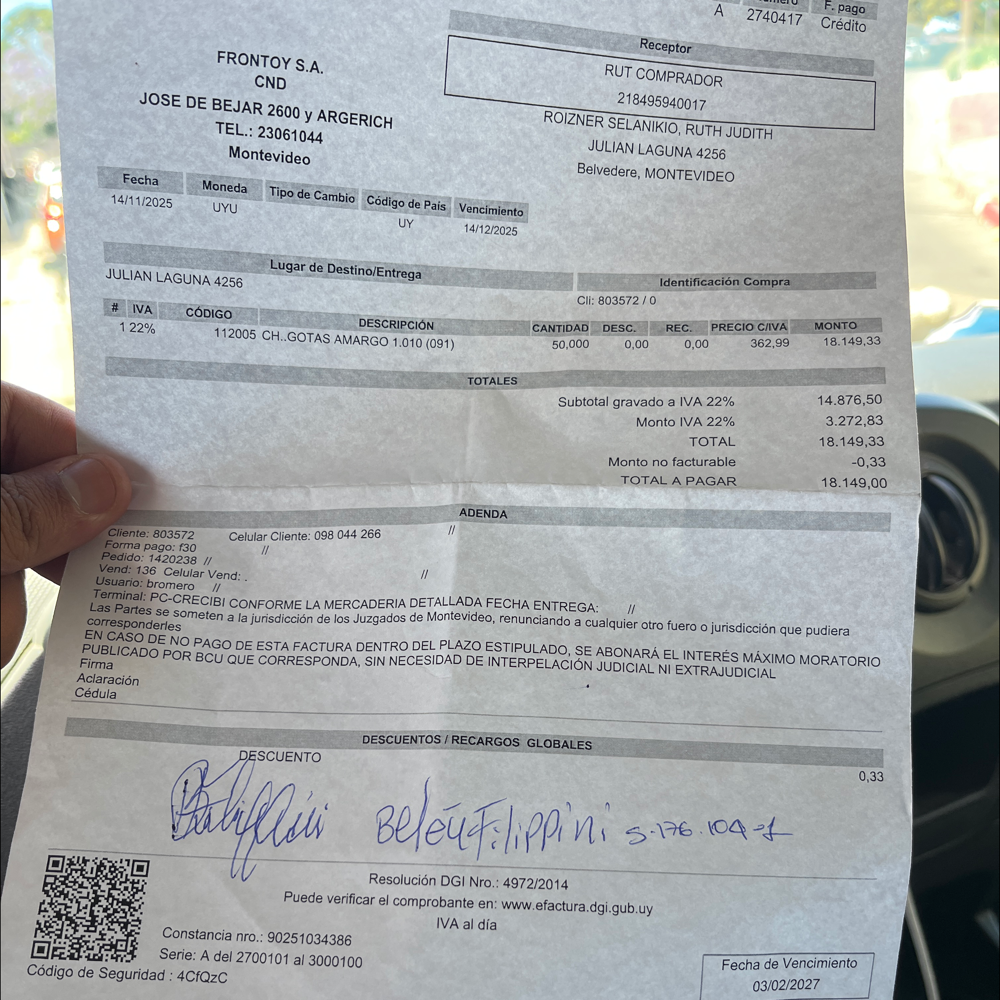 F. pago
A 2740417 Crédito
Receptor
FRONTOY S.A.
CND
JOSE DE BEJAR 2600 y ARGERICH
TEL.: 23061044
Montevideo
RUT COMPRADOR
218495940017
ROIZNER SELANIKIO, RUTH JUDITH
JULIAN LAGUNA 4256
Belvedere, MONTEVIDEO
Fecha Moneda Tipo de Cambio Código de País Vencimiento
14/11/2025 UYU UY 14/12/2025
Lugar de Destino/Entrega Identificación Compra
JULIAN LAGUNA 4256
Cli: 803572 / 0
# IVA CÓDIGO DESCRIPCIÓN CANTIDAD DESC. REC. PRECIO C/IVA MONTO
1 22% 112005 CH..GOTAS AMARGO 1.010 (091) 50,000 0,00 0,00 362,99 18.149,33
TOTALES
Subtotal gravado a IVA 22% 14.876,50
Monto IVA 22% 3.272,83
TOTAL 18.149,33
Monto no facturable -0,33
TOTAL A PAGAR 18.149,00
ADENDA
Cliente: 803572 Celular Cliente: 098 044 266 //
Forma pago: f30 //
Pedido: 1420238 //
Vend: 136 Celular Vend: . //
Usuario: bromero //
Terminal: PC-CRECIBI CONFORME LA MERCADERIA DETALLADA FECHA ENTREGA: //
Las Partes se someten a la jurisdicción de los Juzgados de Montevideo, renunciando a cualquier otro fuero o jurisdicción que pudiera
corresponderles
EN CASO DE NO PAGO DE ESTA FACTURA DENTRO DEL PLAZO ESTIPULADO, SE ABONARÁ EL INTERÉS MÁXIMO MORATORIO
PUBLICADO POR BCU QUE CORRESPONDA, SIN NECESIDAD DE INTERPELACIÓN JUDICIAL NI EXTRAJUDICIAL
Firma
Aclaración
Cédula
DESCUENTOS / RECARGOS GLOBALES
DESCUENTO 0,33
Belén Filippini 5.176.104-1
Resolución DGI Nro.: 4972/2014
Puede verificar el comprobante en: www.efactura.dgi.gub.uy
IVA al día
Constancia nro.: 90251034386
Serie: A del 2700101 al 3000100
Código de Seguridad : 4CfQzC
Fecha de Vencimiento
03/02/2027